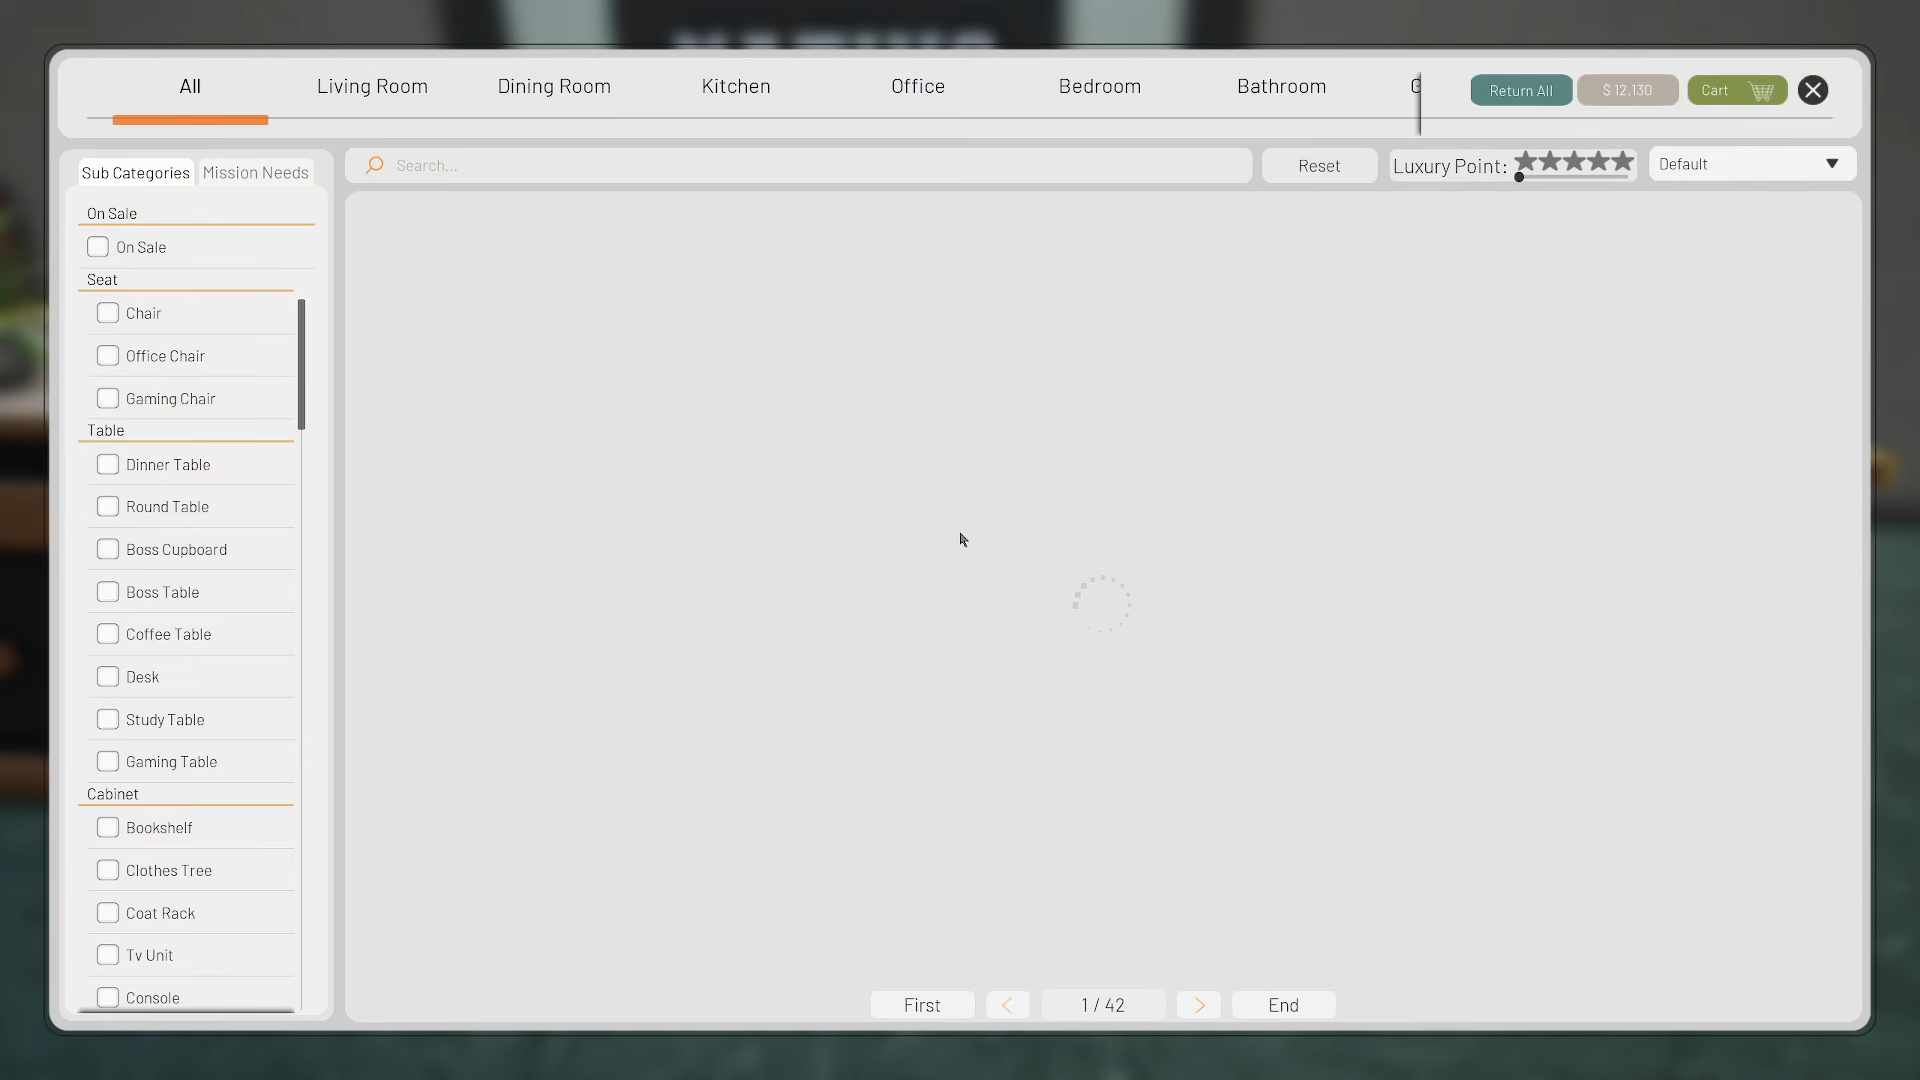 All
Living Room
Dining Room
Kitchen
Office
Bedroom
Bathroom
Return All
$ 12,130
Cart
Sub Categories
Mission Needs
Search...
Reset
Luxury Point:
Default
On Sale
On Sale
Seat
Chair
Office Chair
Gaming Chair
Table
Dinner Table
Round Table
Boss Cupboard
Boss Table
Coffee Table
Desk
Study Table
Gaming Table
Cabinet
Bookshelf
Clothes Tree
Coat Rack
Tv Unit
Console
First
<
1 / 42
>
End